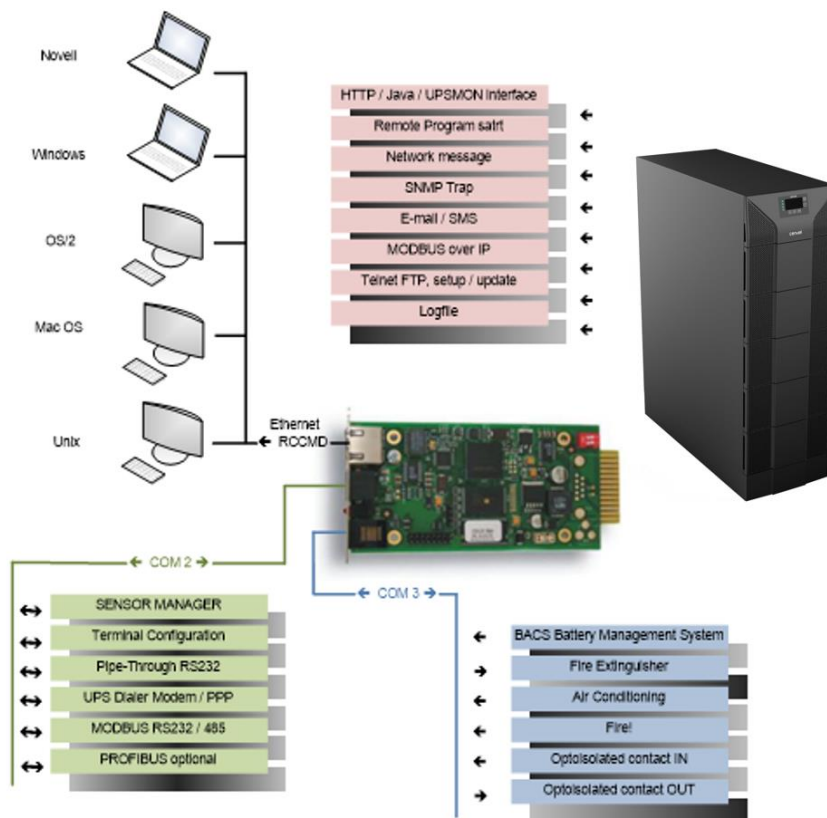 Novell
Windows
OS/2
Mac OS
Unix
HTTP / Java / UPSMON Interface
Remote Program satrt
Network message
SNMP Trap
E-mail / SMS
MODBUS over IP
Telnet FTP, setup / update
Logfile
Ethernet
RCCMD
COM 2
SENSOR MANAGER
Terminal Configuration
Pipe-Through RS232
UPS Dialer Modem / PPP
MODBUS RS232 / 485
PROFIBUS optional
COM 3
BACS Battery Management System
Fire Extinguisher
Air Conditioning
Fire!
Optoisolated contact IN
Optoisolated contact OUT